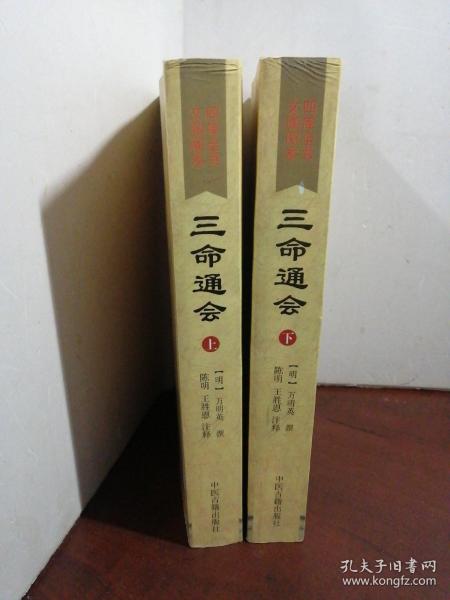 三命通会
上
【明】万明英 撰
陈明 王胜恩 注释
中医古籍出版社
三命通会
下
【明】万明英 撰
陈明 王胜恩 注释
中医古籍出版社
孔夫子旧书网
www.kongfz.com